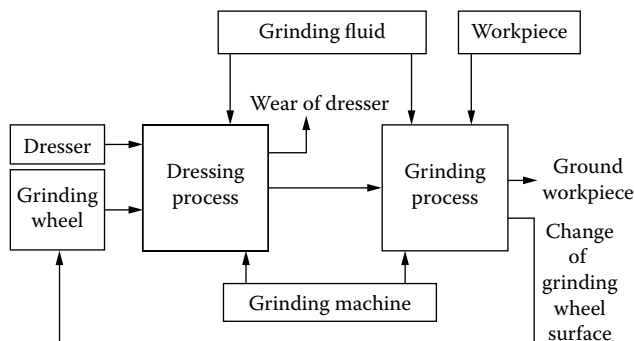 Grinding fluid
Workpiece
Wear of dresser
Dresser
Dressing
process
Grinding
process
Grinding
wheel
Ground
workpiece
Change
of
grinding
wheel
surface
Grinding machine